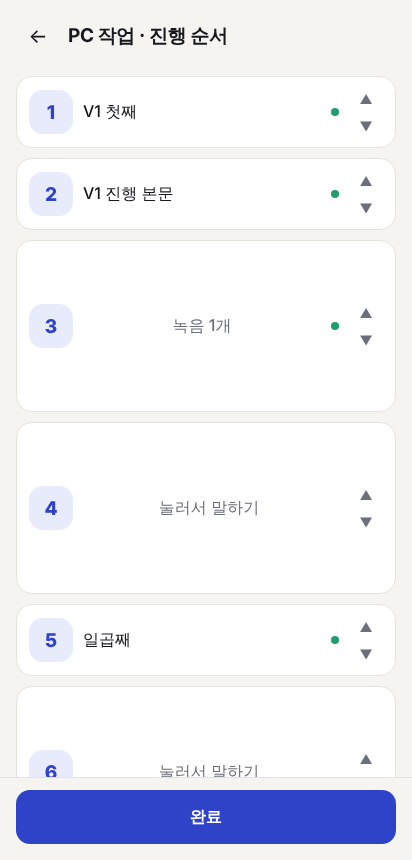 ← PC 작업 · 진행 순서
1 V1 첫째
2 V1 진행 본문
3 녹음 1개
4 눌러서 말하기
5 일곱째
6 눌러서 말하기
완료